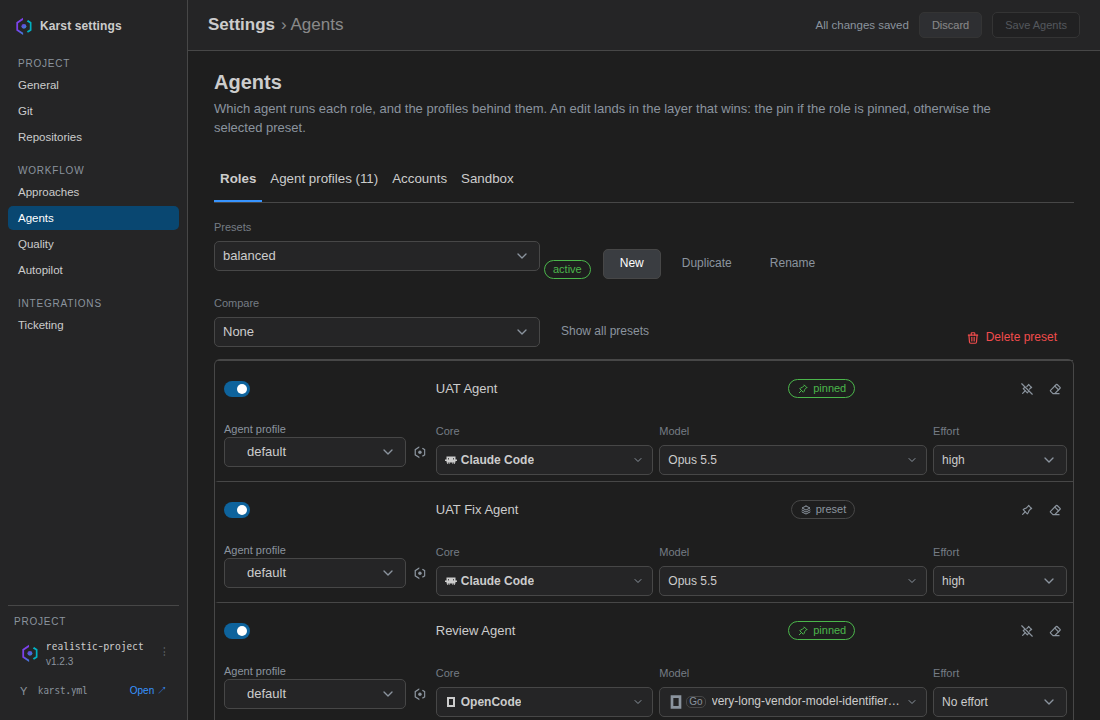 Karst settings
Settings › Agents
All changes saved
Discard
Save Agents
PROJECT
General
Git
Repositories
WORKFLOW
Approaches
Agents
Quality
Autopilot
INTEGRATIONS
Ticketing
PROJECT
realistic-project
v1.2.3
Y karst.yml
Open ↗
Agents
Which agent runs each role, and the profiles behind them. An edit lands in the layer that wins: the pin if the role is pinned, otherwise the
selected preset.
Roles
Agent profiles (11)
Accounts
Sandbox
Presets
balanced
active
New
Duplicate
Rename
Compare
None
Show all presets
Delete preset
UAT Agent
pinned
Agent profile
default
Core
Claude Code
Model
Opus 5.5
Effort
high
UAT Fix Agent
preset
Agent profile
default
Core
Claude Code
Model
Opus 5.5
Effort
high
Review Agent
pinned
Agent profile
default
Core
OpenCode
Model
Go very-long-vendor-model-identifier…
Effort
No effort